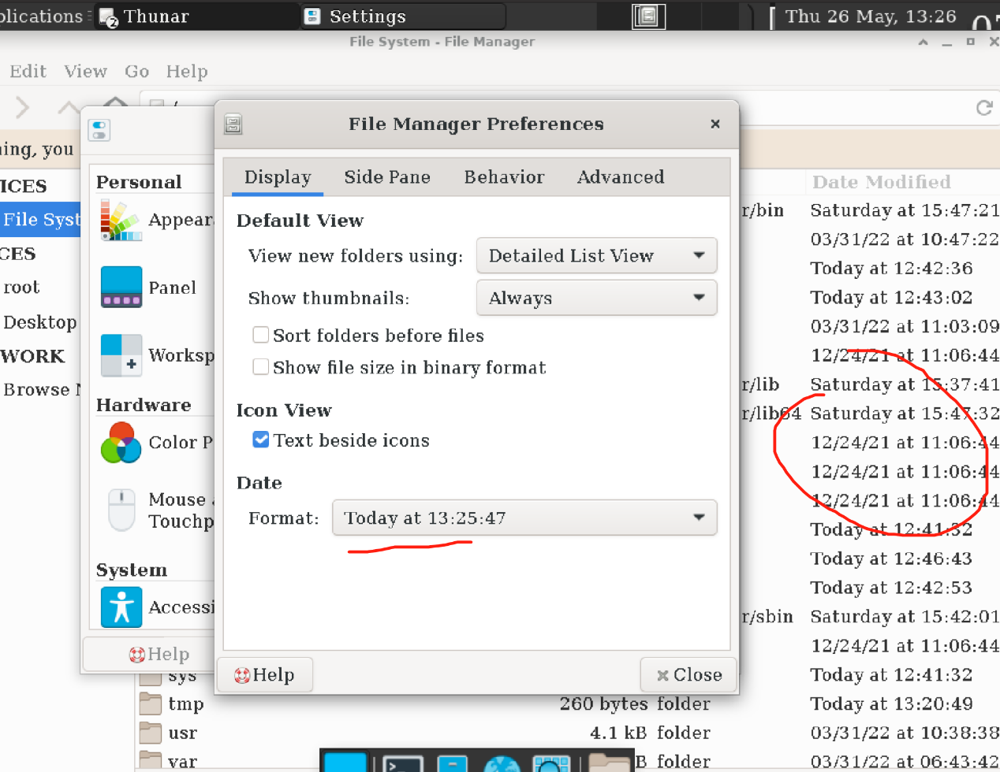 plications
2 Thunar
Settings
Thu 26 May, 13:26
File System - File Manager
Edit View Go Help
/
ning, you
ICES
File Syst
CES
root
Desktop
WORK
Browse N
Personal
Appear
Panel
Worksp
Hardware
Color P
Mouse a
Touchp
System
Accessi
Help
File Manager Preferences
Display Side Pane Behavior Advanced
Default View
View new folders using: Detailed List View
Show thumbnails: Always
Sort folders before files
Show file size in binary format
Icon View
Text beside icons
Date
Format: Today at 13:25:47
Help Close
Date Modified
r/bin Saturday at 15:47:21
03/31/22 at 10:47:22
Today at 12:42:36
Today at 12:43:02
03/31/22 at 11:03:09
12/24/21 at 11:06:44
r/lib Saturday at 15:37:41
r/lib64 Saturday at 15:47:32
12/24/21 at 11:06:44
12/24/21 at 11:06:44
12/24/21 at 11:06:44
Today at 12:41:32
Today at 12:46:43
Today at 12:42:53
r/sbin Saturday at 15:42:01
12/24/21 at 11:06:44
sys Today at 12:41:32
tmp 260 bytes folder Today at 13:20:49
usr 4.1 kB folder 03/31/22 at 10:38:38
var B folder 03/31/22 at 06:43:42